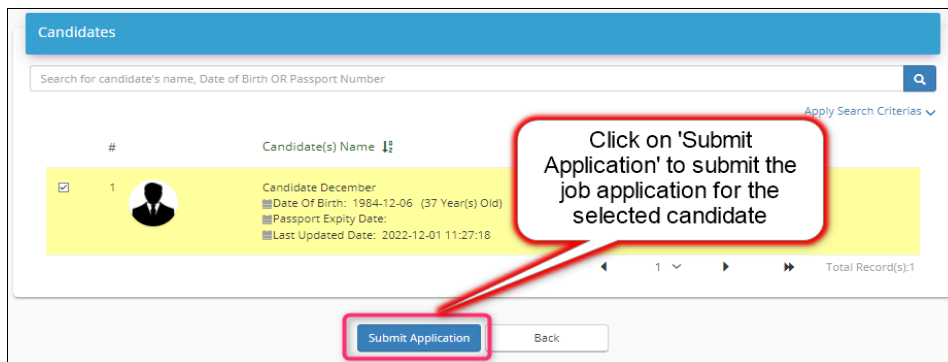 Candidates
Search for candidate's name, Date of Birth OR Passport Number
Apply Search Criterias
# Candidate(s) Name
Click on 'Submit
Application' to submit the
job application for the
selected candidate
1 Candidate December
Date Of Birth: 1984-12-06 (37 Year(s) Old)
Passport Expity Date:
Last Updated Date: 2022-12-01 11:27:18
1 Total Record(s):1
Submit Application Back